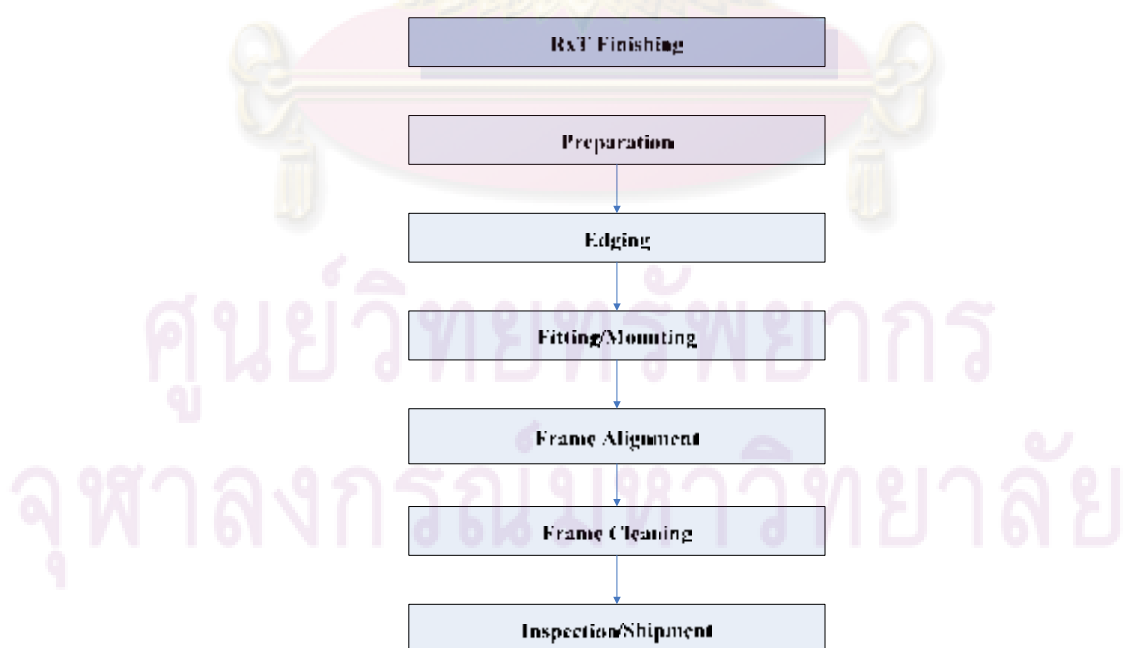 RxT Finishing
Preparation
Edging
ศูนย์วิทยทรัพยากร
Fitting/Mounting
Frame Alignment
จุฬาลงกรณ์มหาวิทยาลัย
Frame Cleaning
Inspection/Shipment